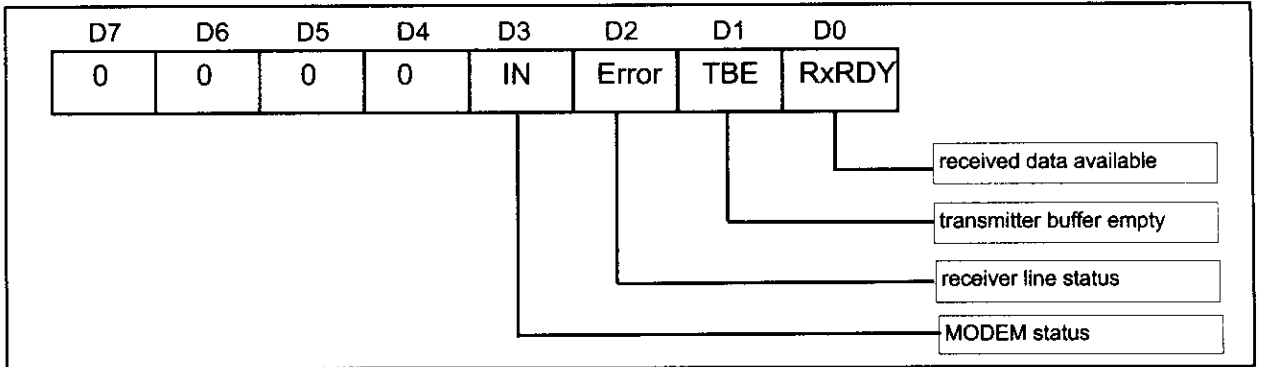 D7 D6 D5 D4 D3 D2 D1 D0
0 0 0 0 IN Error TBE RxRDY
received data available
transmitter buffer empty
receiver line status
MODEM status